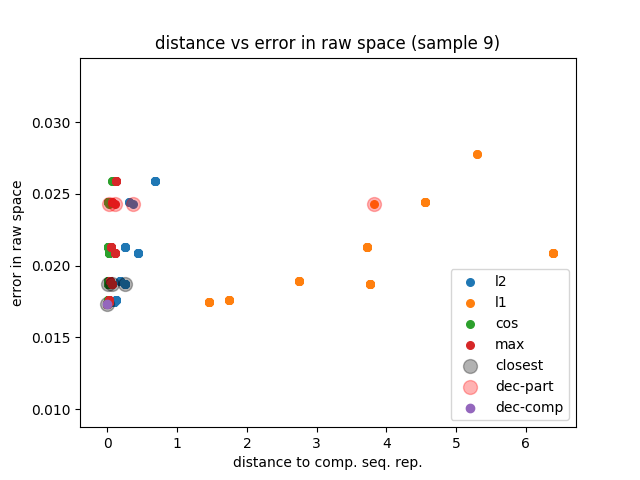 distance vs error in raw space (sample 9)
error in raw space
0.030
0.025
0.020
0.015
0.010
0 1 2 3 4 5 6
distance to comp. seq. rep.
l2
l1
cos
max
closest
dec-part
dec-comp